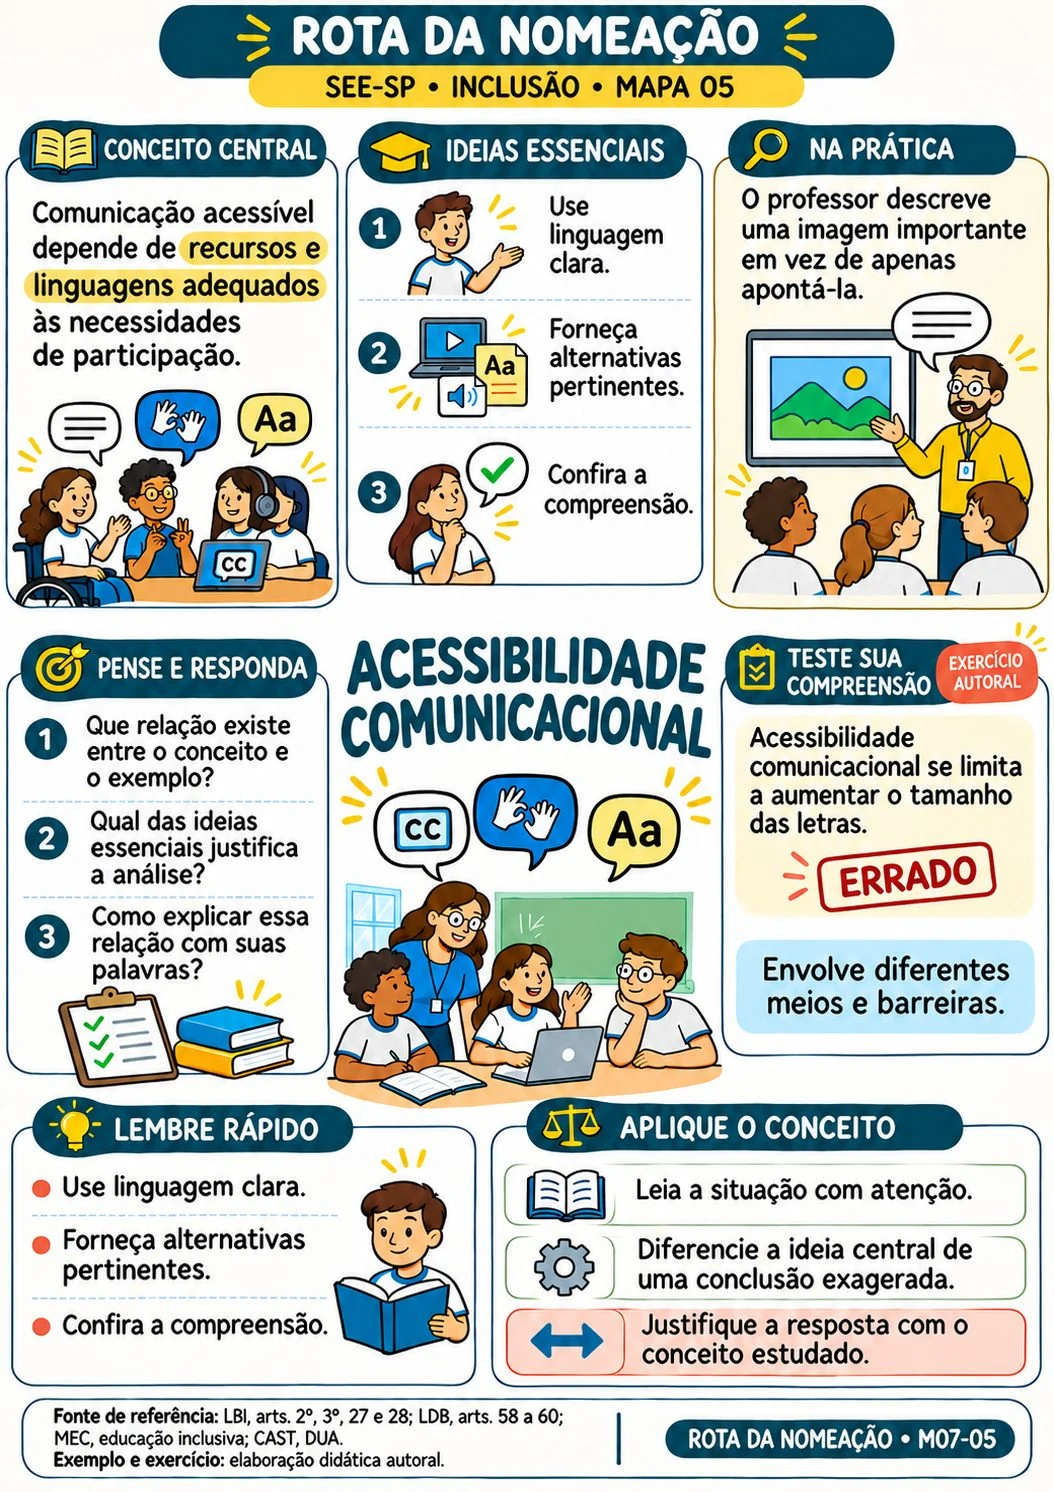 ROTA DA NOMEAÇÃO
SEE-SP • INCLUSÃO • MAPA 05
CONCEITO CENTRAL
Comunicação acessível
depende de recursos e
linguagens adequados
às necessidades
de participação.
Aa
CC
IDEIAS ESSENCIAIS
1
Use
linguagem
clara.
2
Aa
Forneça
alternativas
pertinentes.
3
Confira a
compreensão.
NA PRÁTICA
O professor descreve
uma imagem importante
em vez de apenas
apontá-la.
PENSE E RESPONDA
1
Que relação existe
entre o conceito e
o exemplo?
2
Qual das ideias
essenciais justifica
a análise?
3
Como explicar essa
relação com suas
palavras?
ACESSIBILIDADE
COMUNICACIONAL
CC
Aa
TESTE SUA
COMPREENSÃO
EXERCÍCIO
AUTORAL
Acessibilidade
comunicacional se limita
a aumentar o tamanho
das letras.
ERRADO
Envolve diferentes
meios e barreiras.
LEMBRE RÁPIDO
Use linguagem clara.
Forneça alternativas
pertinentes.
Confira a compreensão.
APLIQUE O CONCEITO
Leia a situação com atenção.
Diferencie a ideia central de
uma conclusão exagerada.
Justifique a resposta com o
conceito estudado.
Fonte de referência: LBI, arts. 2º, 3º, 27 e 28; LDB, arts. 58 a 60;
MEC, educação inclusiva; CAST, DUA.
Exemplo e exercício: elaboração didática autoral.
ROTA DA NOMEAÇÃO • M07-05